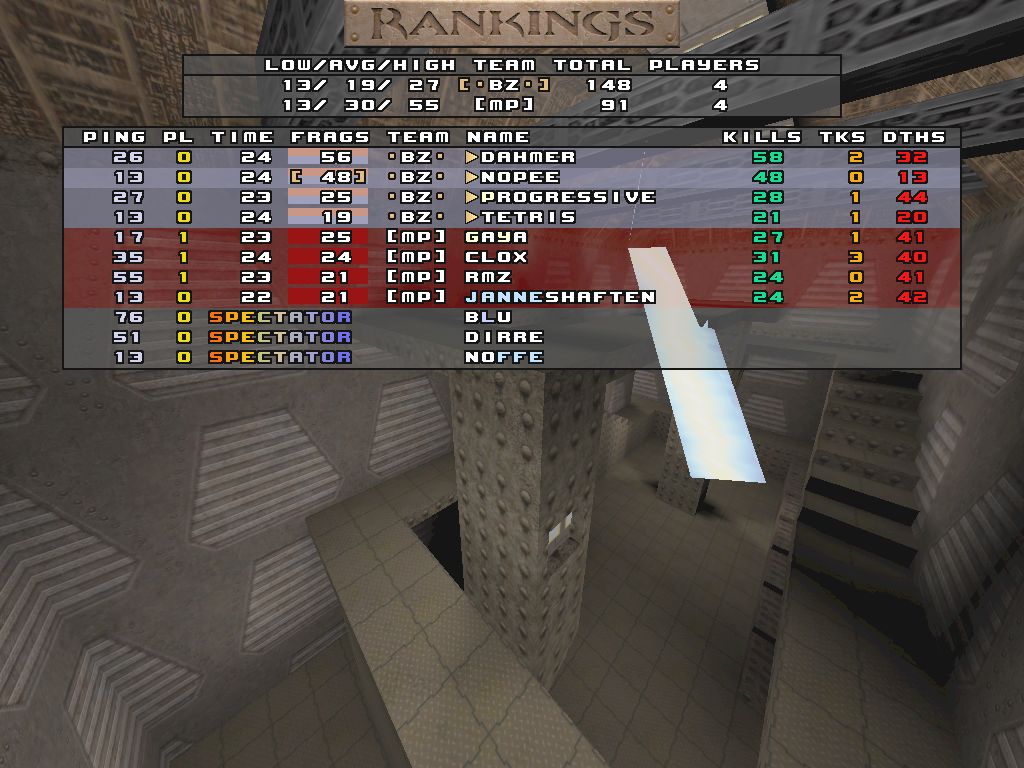 RANKINGS
LOW/AVG/HIGH TEAM TOTAL PLAYERS
13/ 19/ 27 [·BZ·] 148 4
13/ 30/ 55 [MP] 91 4
PING PL TIME FRAGS TEAM NAME KILLS TKS DTHS
26 0 24 56 ·BZ· ▶DAHMER 58 2 32
13 0 24 [ 48] ·BZ· ▶NOPEE 48 0 13
27 0 23 25 ·BZ· ▶PROGRESSIVE 28 1 44
13 0 24 19 ·BZ· ▶TETRIS 21 1 20
17 1 23 25 [MP] GAYA 27 1 41
35 1 24 24 [MP] CLOX 31 3 40
55 1 23 21 [MP] RMZ 24 0 41
13 0 22 21 [MP] JANNESHAFTEN 24 2 42
76 0 SPECTATOR BLU
51 0 SPECTATOR DIRRE
13 0 SPECTATOR NOFFE